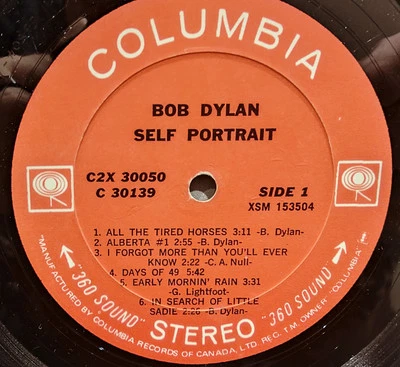 COLUMBIA
BOB DYLAN
SELF PORTRAIT
C2X 30050
C 30139
SIDE 1
XSM 153504
1. ALL THE TIRED HORSES 3:11 -B. Dylan-
2. ALBERTA #1 2:55 -B. Dylan-
3. I FORGOT MORE THAN YOU'LL EVER
KNOW 2:22 -C.A. Null-
4. DAYS OF 49 5:42
5. EARLY MORNIN' RAIN 3:31
-G. Lightfoot-
6. IN SEARCH OF LITTLE
SADIE 2:28 -B. Dylan-
"360 SOUND" STEREO "360 SOUND"
"MANUFACTURED BY COLUMBIA RECORDS OF CANADA, LTD. REG. T.M. OWNER "COLUMBIA"